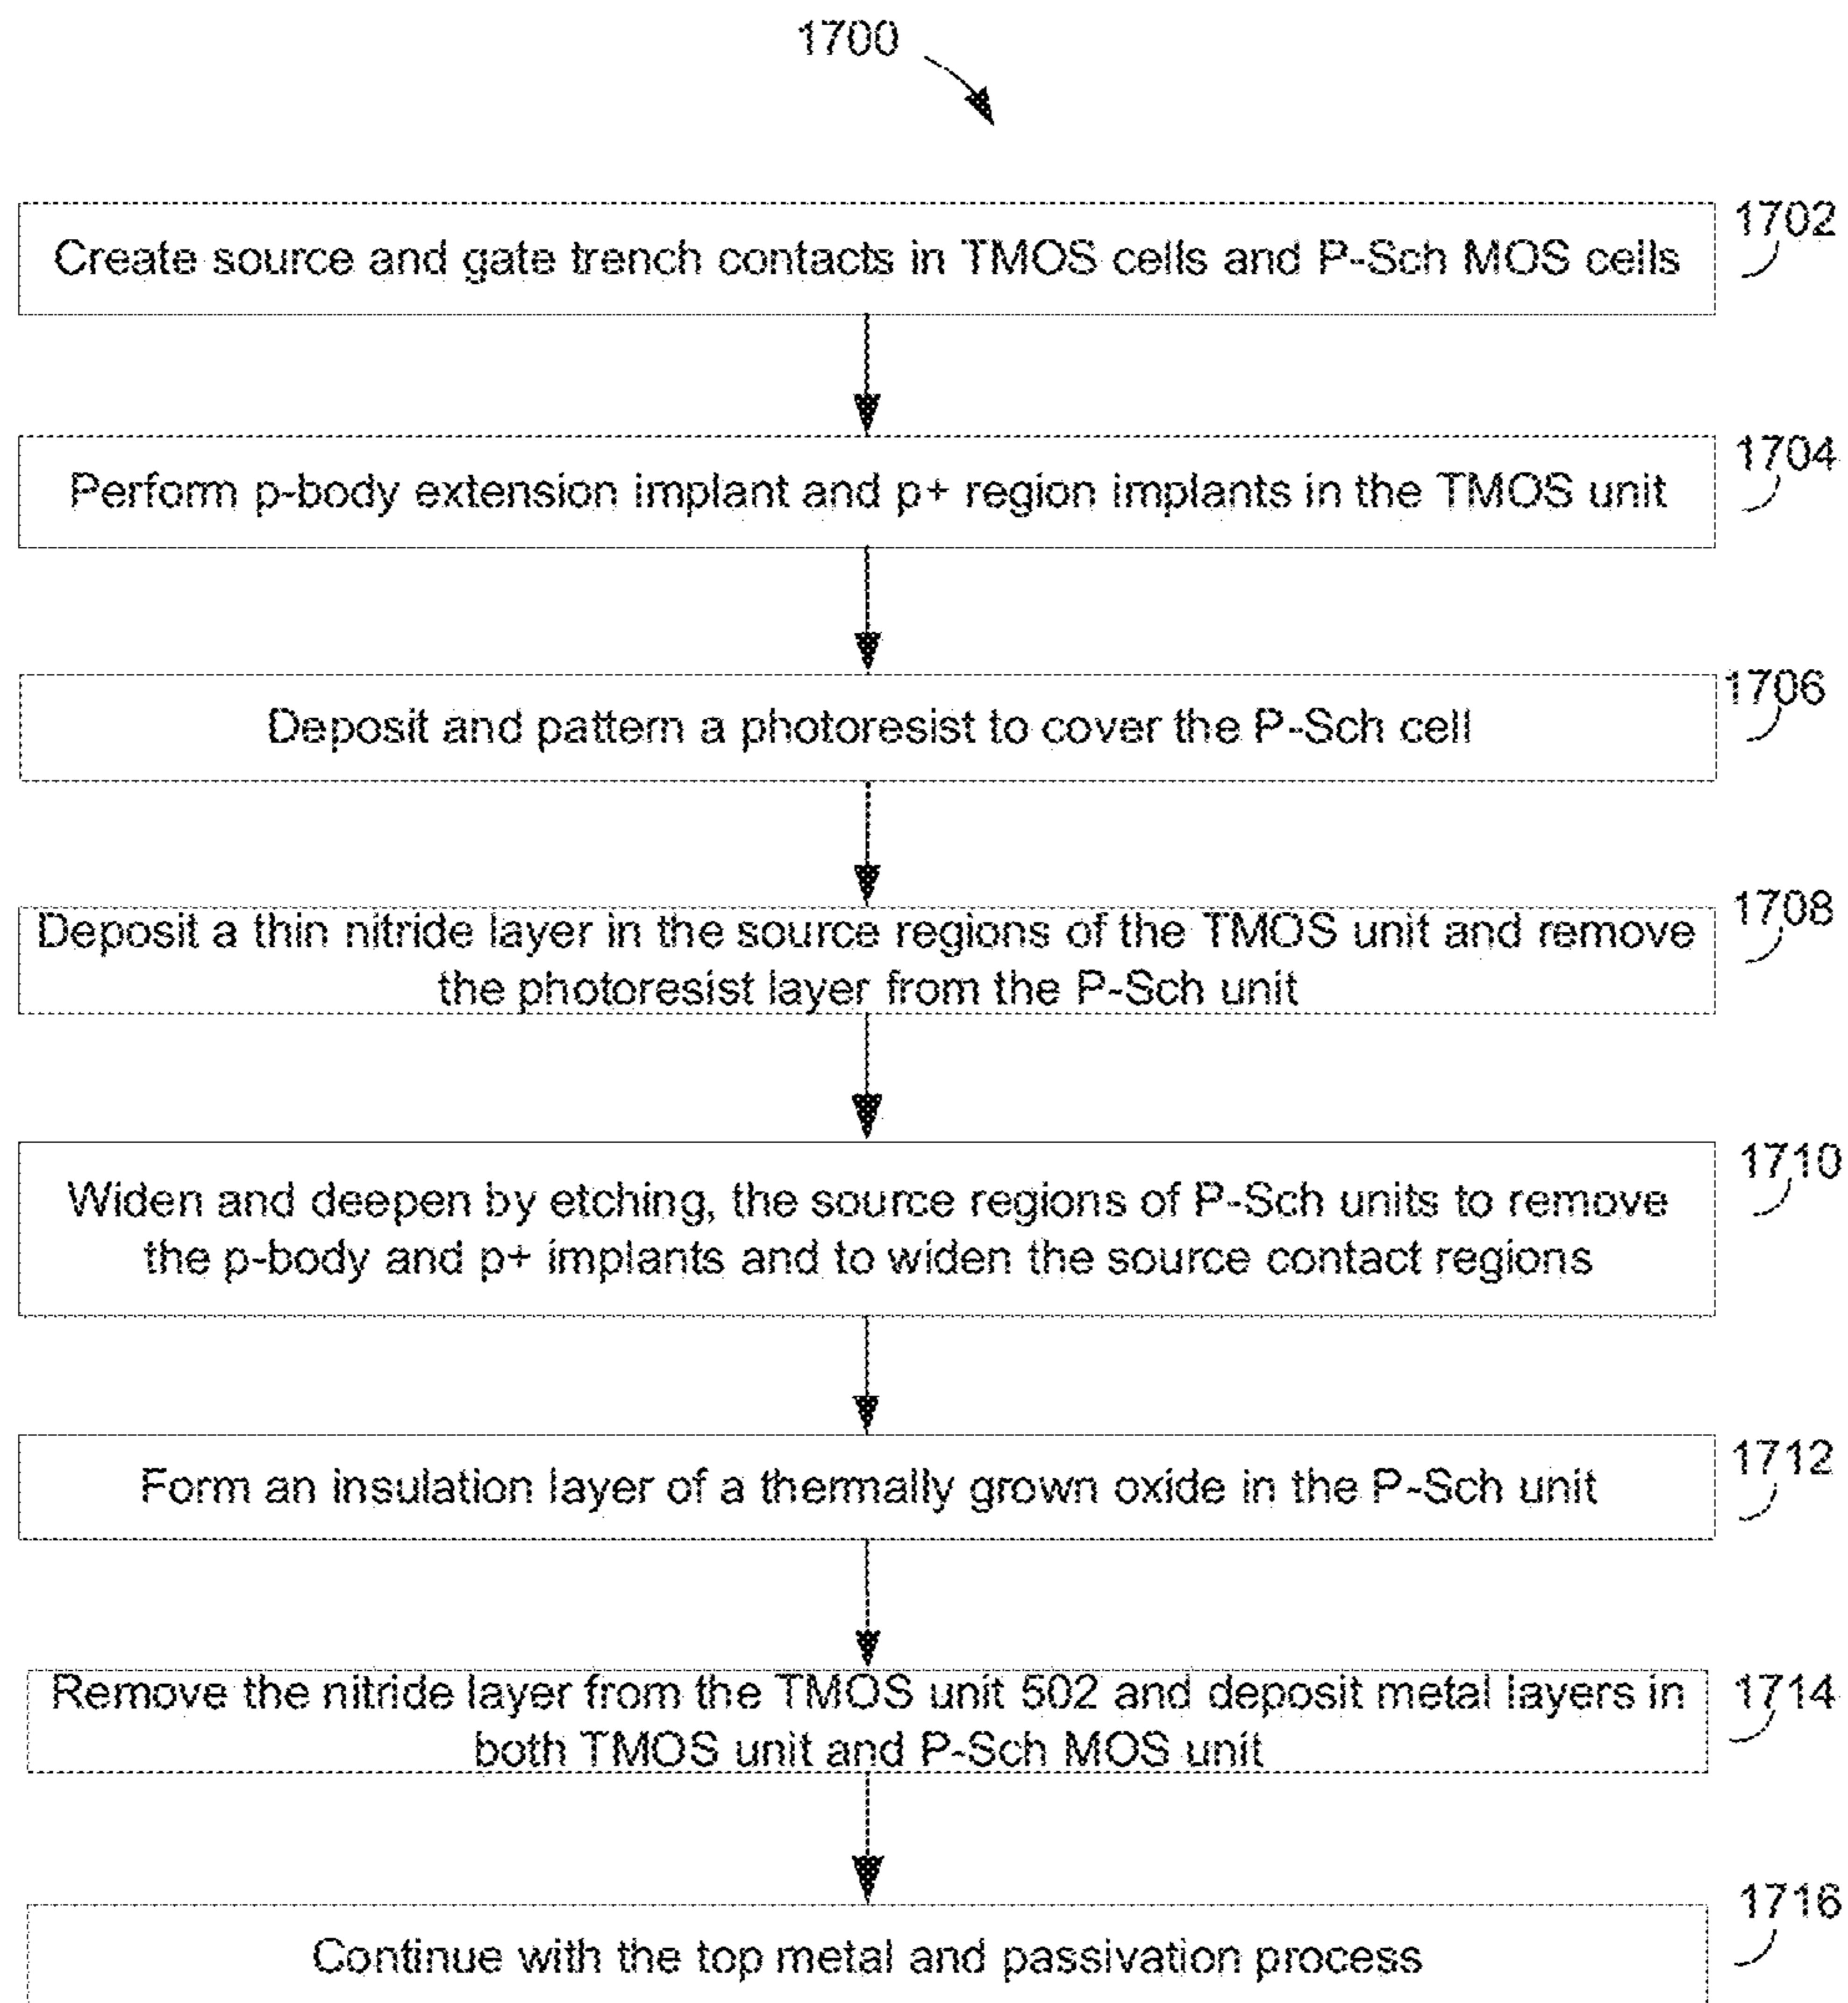 1700
Create source and gate trench contacts in TMOS cells and P-Sch MOS cells
1702
Perform p-body extension implant and p+ region implants in the TMOS unit
1704
Deposit and pattern a photoresist to cover the P-Sch cell
1706
Deposit a thin nitride layer in the source regions of the TMOS unit and remove
the photoresist layer from the P-Sch unit
1708
Widen and deepen by etching, the source regions of P-Sch units to remove
the p-body and p+ implants and to widen the source contact regions
1710
Form an insulation layer of a thermally grown oxide in the P-Sch unit
1712
Remove the nitride layer from the TMOS unit 502 and deposit metal layers in
both TMOS unit and P-Sch MOS unit
1714
Continue with the top metal and passivation process
1716